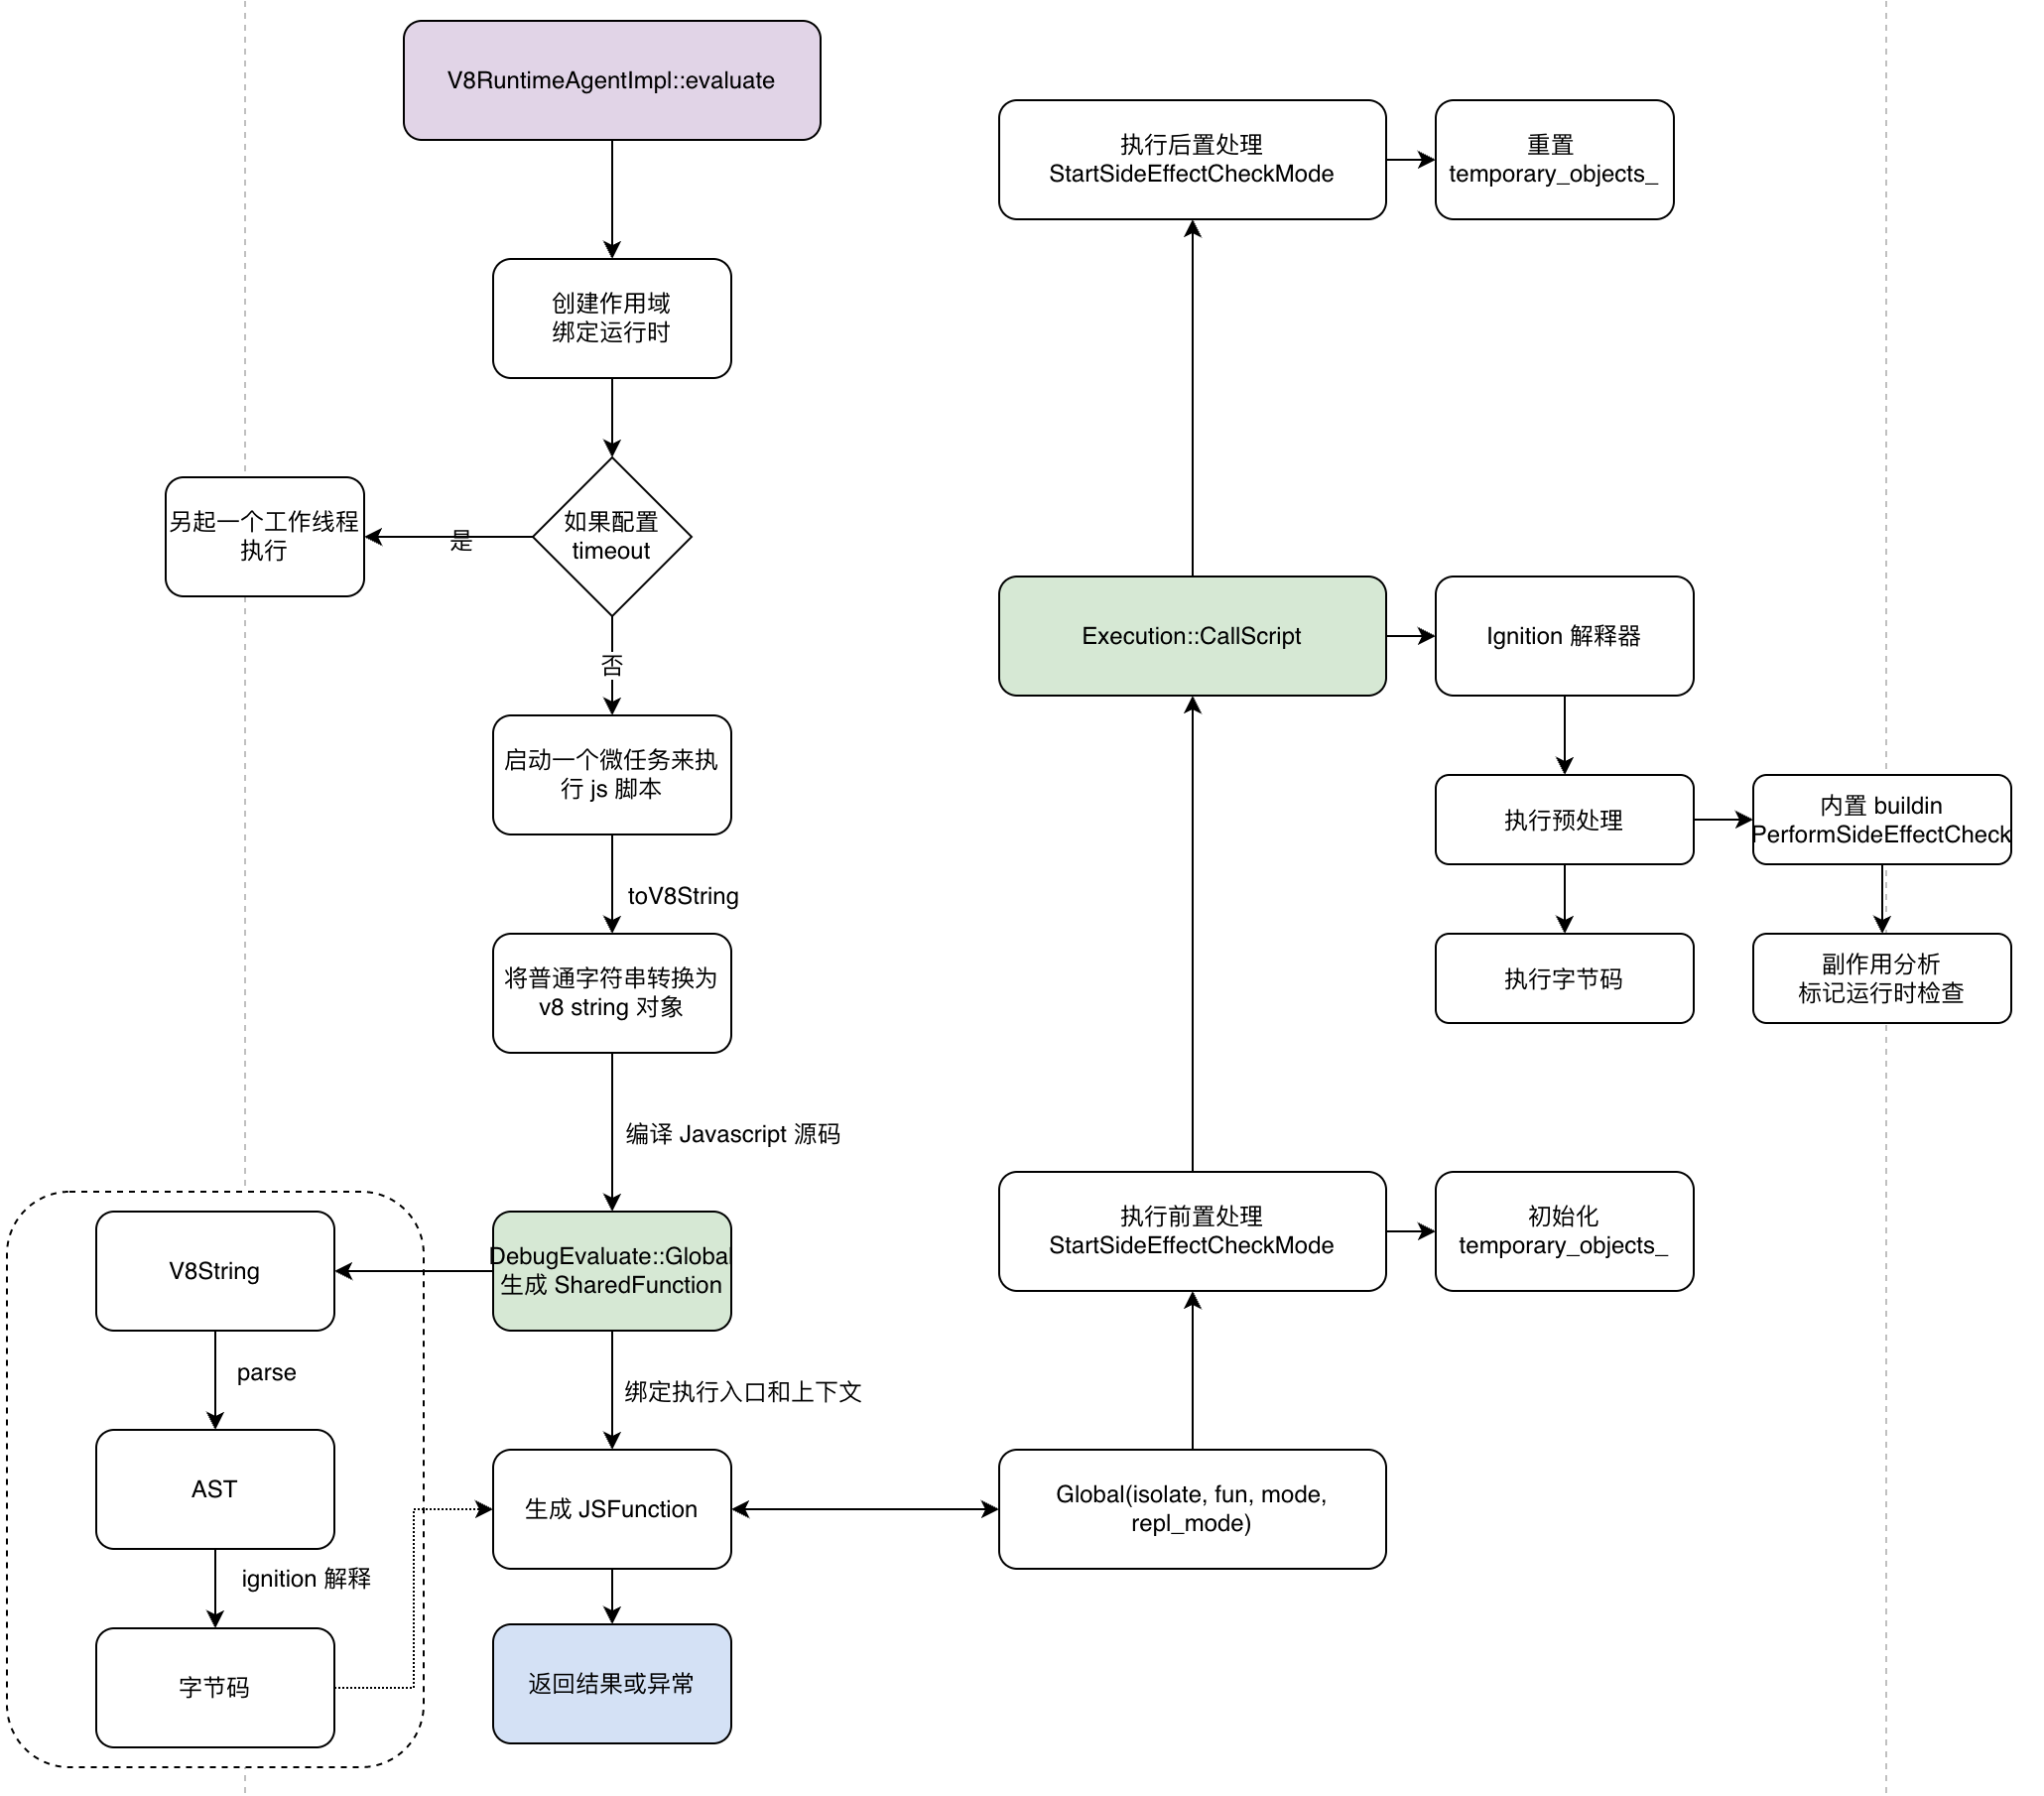 V8RuntimeAgentImpl::evaluate
创建作用域
绑定运行时
如果配置
timeout
是
另起一个工作线程
执行
否
启动一个微任务来执
行 js 脚本
toV8String
将普通字符串转换为
v8 string 对象
编译 Javascript 源码
DebugEvaluate::Global
生成 SharedFunction
V8String
parse
AST
ignition 解释
字节码
绑定执行入口和上下文
生成 JSFunction
返回结果或异常
Global(isolate, fun, mode,
repl_mode)
执行前置处理
StartSideEffectCheckMode
初始化
temporary_objects_
Execution::CallScript
Ignition 解释器
执行预处理
内置 buildin
PerformSideEffectCheck
执行字节码
副作用分析
标记运行时检查
执行后置处理
StartSideEffectCheckMode
重置
temporary_objects_